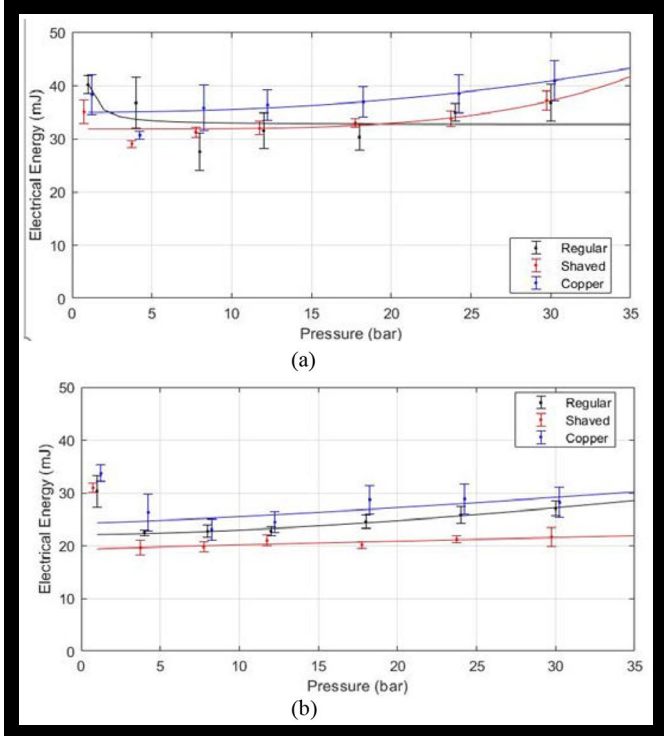 50
40
30
20
10
0
Electrical Energy (mJ)
Regular
Shaved
Copper
0 5 10 15 20 25 30 35
Pressure (bar)
(a)
50
40
30
20
10
0
Electrical Energy (mJ)
Regular
Shaved
Copper
0 5 10 15 20 25 30 35
Pressure (bar)
(b)